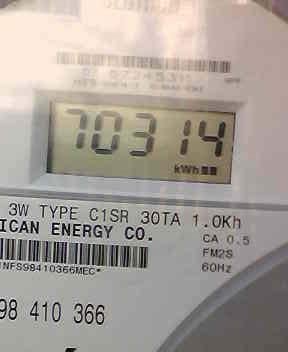 70314
kWh
3W TYPE C1SR 30TA 1.0Kh
ICAN ENERGY CO.
CA 0.5
FM2S
60Hz
NFS98410366MEC*
98 410 366